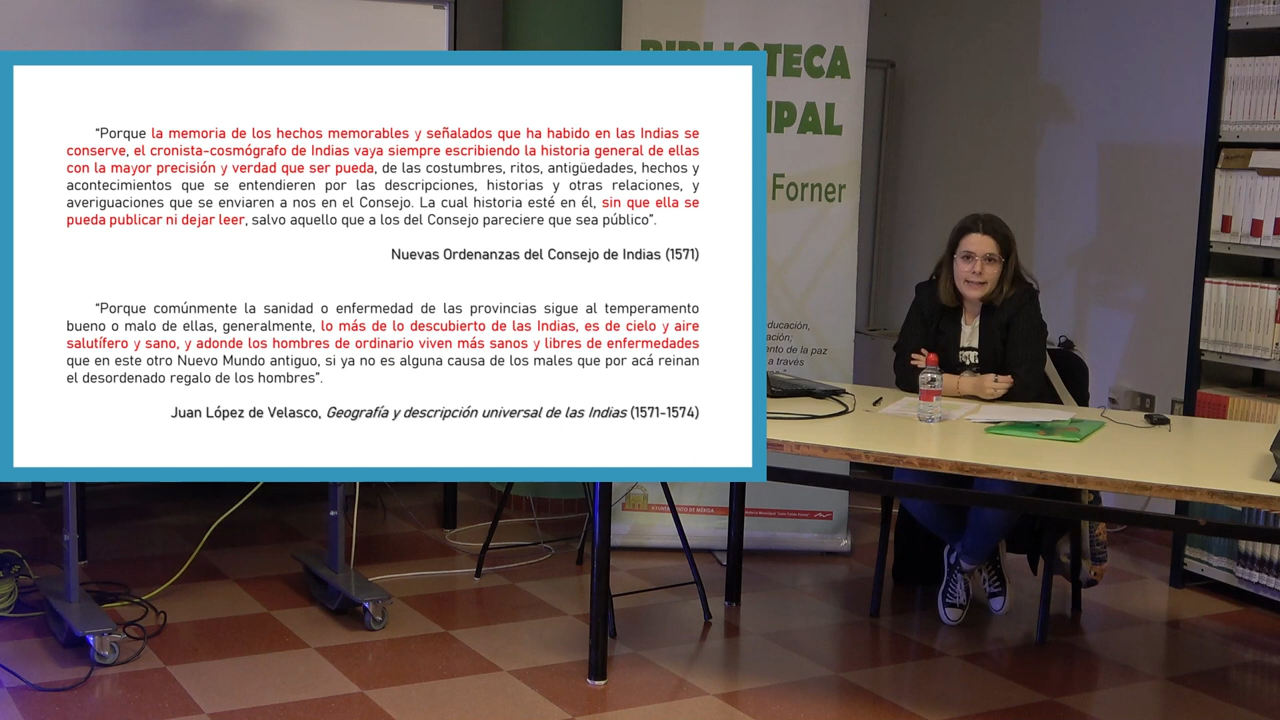 “Porque la memoria de los hechos memorables y señalados que ha habido en las Indias se
conserve, el cronista-cosmógrafo de Indias vaya siempre escribiendo la historia general de ellas
con la mayor precisión y verdad que ser pueda, de las costumbres, ritos, antigüedades, hechos y
acontecimientos que se entendieren por las descripciones, historias y otras relaciones, y
averiguaciones que se enviaren a nos en el Consejo. La cual historia esté en él, sin que ella se
pueda publicar ni dejar leer, salvo aquello que a los del Consejo pareciere que sea público”.
Nuevas Ordenanzas del Consejo de Indias (1571)
“Porque comúnmente la sanidad o enfermedad de las provincias sigue al temperamento
bueno o malo de ellas, generalmente, lo más de lo descubierto de las Indias, es de cielo y aire
salutífero y sano, y adonde los hombres de ordinario viven más sanos y libres de enfermedades
que en este otro Nuevo Mundo antiguo, si ya no es alguna causa de los males que por acá reinan
el desordenado regalo de los hombres”.
Juan López de Velasco, Geografía y descripción universal de las Indias (1571-1574)
BIBLIOTECA
IPAL
Forner
ducación,
ación;
ento de la paz
a través
AYUNTAMIENTO DE MÉRIDA